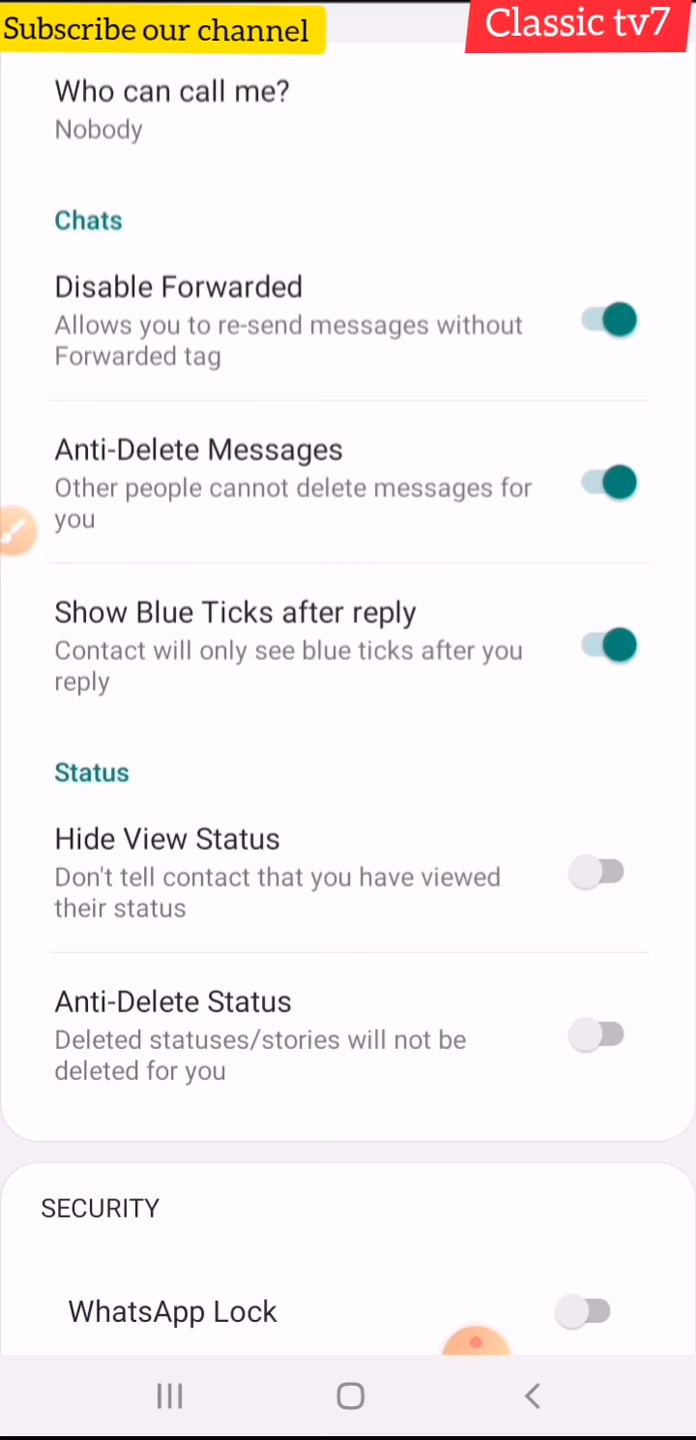 Subscribe our channel
Classic tv7
Who can call me?
Nobody
Chats
Disable Forwarded
Allows you to re-send messages without
Forwarded tag
Anti-Delete Messages
Other people cannot delete messages for
you
Show Blue Ticks after reply
Contact will only see blue ticks after you
reply
Status
Hide View Status
Don't tell contact that you have viewed
their status
Anti-Delete Status
Deleted statuses/stories will not be
deleted for you
SECURITY
WhatsApp Lock